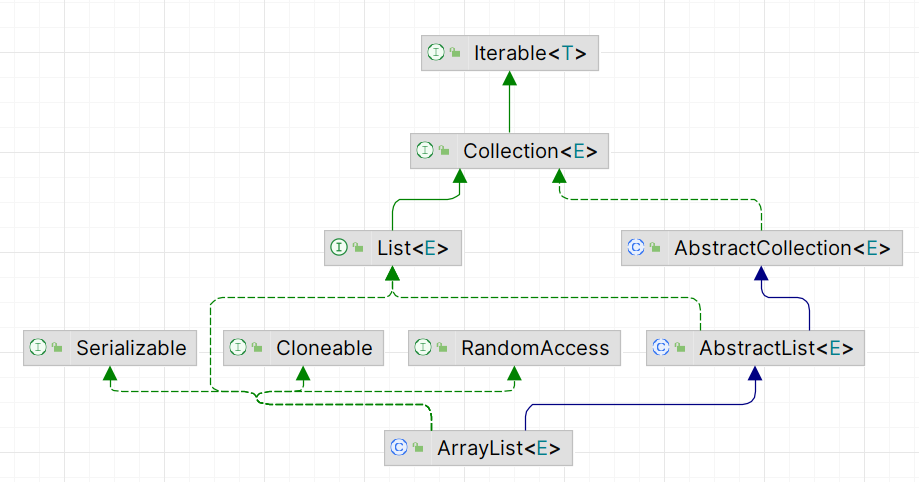 Iterable<T>
Collection<E>
List<E>
AbstractCollection<E>
Serializable
Cloneable
RandomAccess
AbstractList<E>
ArrayList<E>